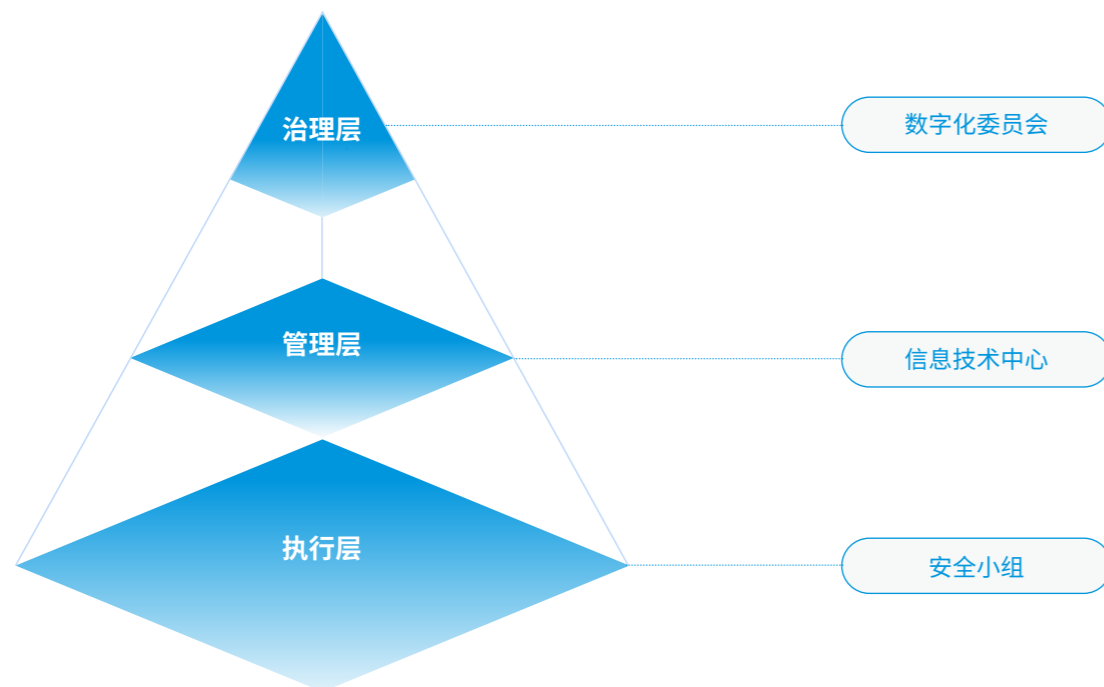 治理层
数字化委员会
管理层
信息技术中心
执行层
安全小组